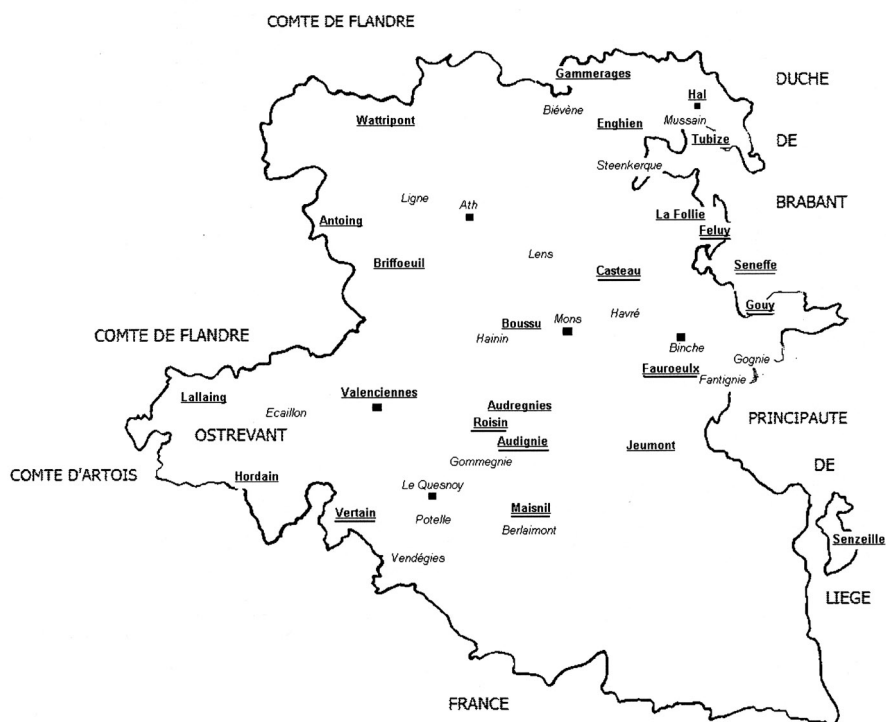 COMTE DE FLANDRE
Gammerages
DUCHE
Hal
Biévène
Mussain
Wattripont
Enghien
Tubize
DE
Steenkerque
Ligne
Ath
BRABANT
La Follie
Antoing
Feluy
Lens
Briffoeuil
Casteau
Seneffe
Gouy
Havré
Mons
Boussu
COMTE DE FLANDRE
Hainin
Binche
Gognie
Fauroeulx
Fantignie
Lallaing
Valenciennes
Ecaillon
Audregnies
PRINCIPAUTE
Roisin
OSTREVANT
Audignie
Jeumont
Gommegnie
DE
COMTE D'ARTOIS
Hordain
Le Quesnoy
Vertain
Potelle
Maisnil
Berlaimont
Senzeille
Vendégies
LIEGE
FRANCE